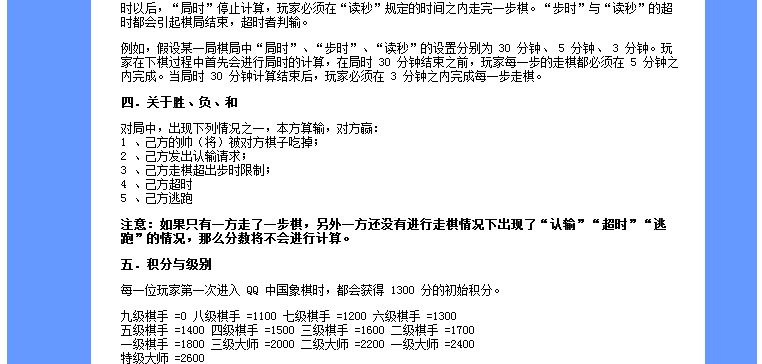 时以后，“局时”停止计算，玩家必须在“读秒”规定的时间之内走完一步棋。“步时”与“读秒”的超
时都会引起棋局结束，超时者判输。
例如，假设某一局棋局中“局时”、“步时”、“读秒”的设置分别为 30 分钟、 5 分钟、 3 分钟。玩
家在下棋过程中首先会进行局时的计算，在局时 30 分钟结束之前，玩家每一步的走棋都必须在 5 分钟之
内完成。当局时 30 分钟计算结束后，玩家必须在 3 分钟之内完成每一步走棋。
四．关于胜、负、和
对局中，出现下列情况之一，本方算输，对方赢：
1 、己方的帅（将）被对方棋子吃掉；
2 、己方发出认输请求；
3 、己方走棋超出步时限制；
4 、己方超时
5 、己方逃跑
注意：如果只有一方走了一步棋，另外一方还没有进行走棋情况下出现了“认输”“超时”“逃
跑”的情况，那么分数将不会进行计算。
五．积分与级别
每一位玩家第一次进入 QQ 中国象棋时，都会获得 1300 分的初始积分。
九级棋手 =0 八级棋手 =1100 七级棋手 =1200 六级棋手 =1300
五级棋手 =1400 四级棋手 =1500 三级棋手 =1600 二级棋手 =1700
一级棋手 =1800 三级大师 =2000 二级大师 =2200 一级大师 =2400
特级大师 =2600